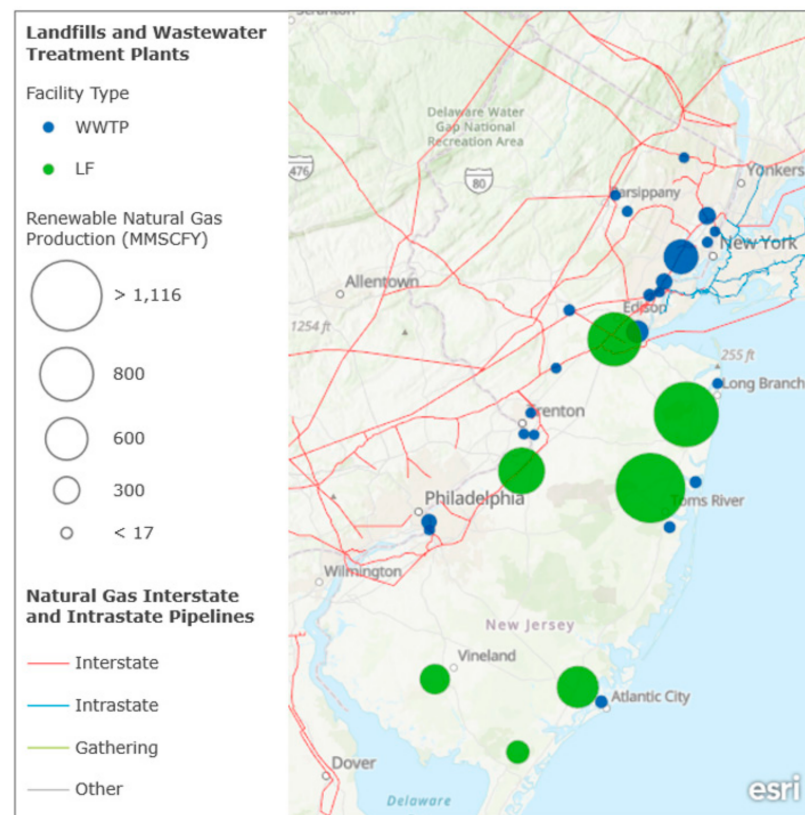 Landfills and Wastewater
Treatment Plants
Facility Type
WWTP
LF
Renewable Natural Gas
Production (MMSCFY)
> 1,116
800
600
300
< 17
Natural Gas Interstate
and Intrastate Pipelines
Interstate
Intrastate
Gathering
Other
Scranton
Delaware Water
Gap National
Recreation Area
476
80
Yonkers
Parsippany
New York
Allentown
Edison
1254 ft
255 ft
Long Branch
Trenton
Philadelphia
Toms River
Wilmington
New Jersey
Vineland
Atlantic City
Dover
Delaware
esri